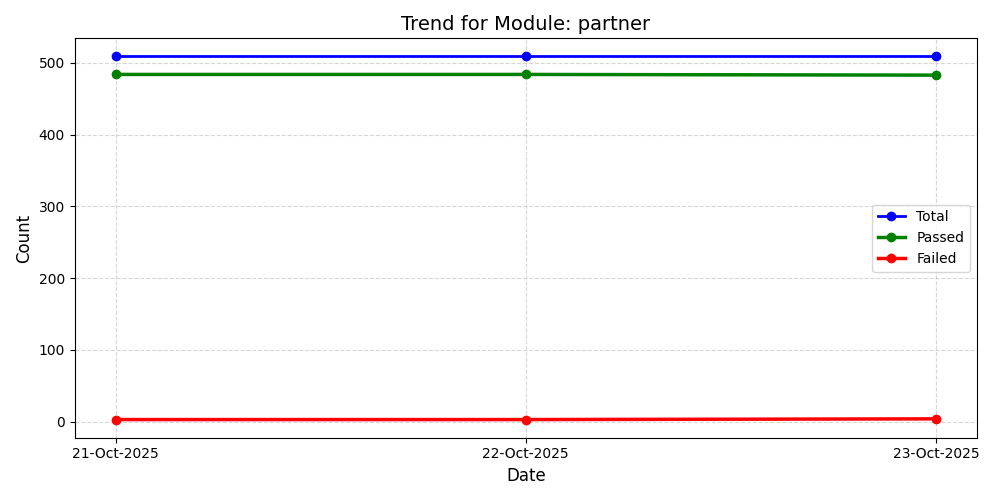 Trend for Module: partner
500
400
300
200
100
0
Count
Total
Passed
Failed
21-Oct-2025
22-Oct-2025
23-Oct-2025
Date